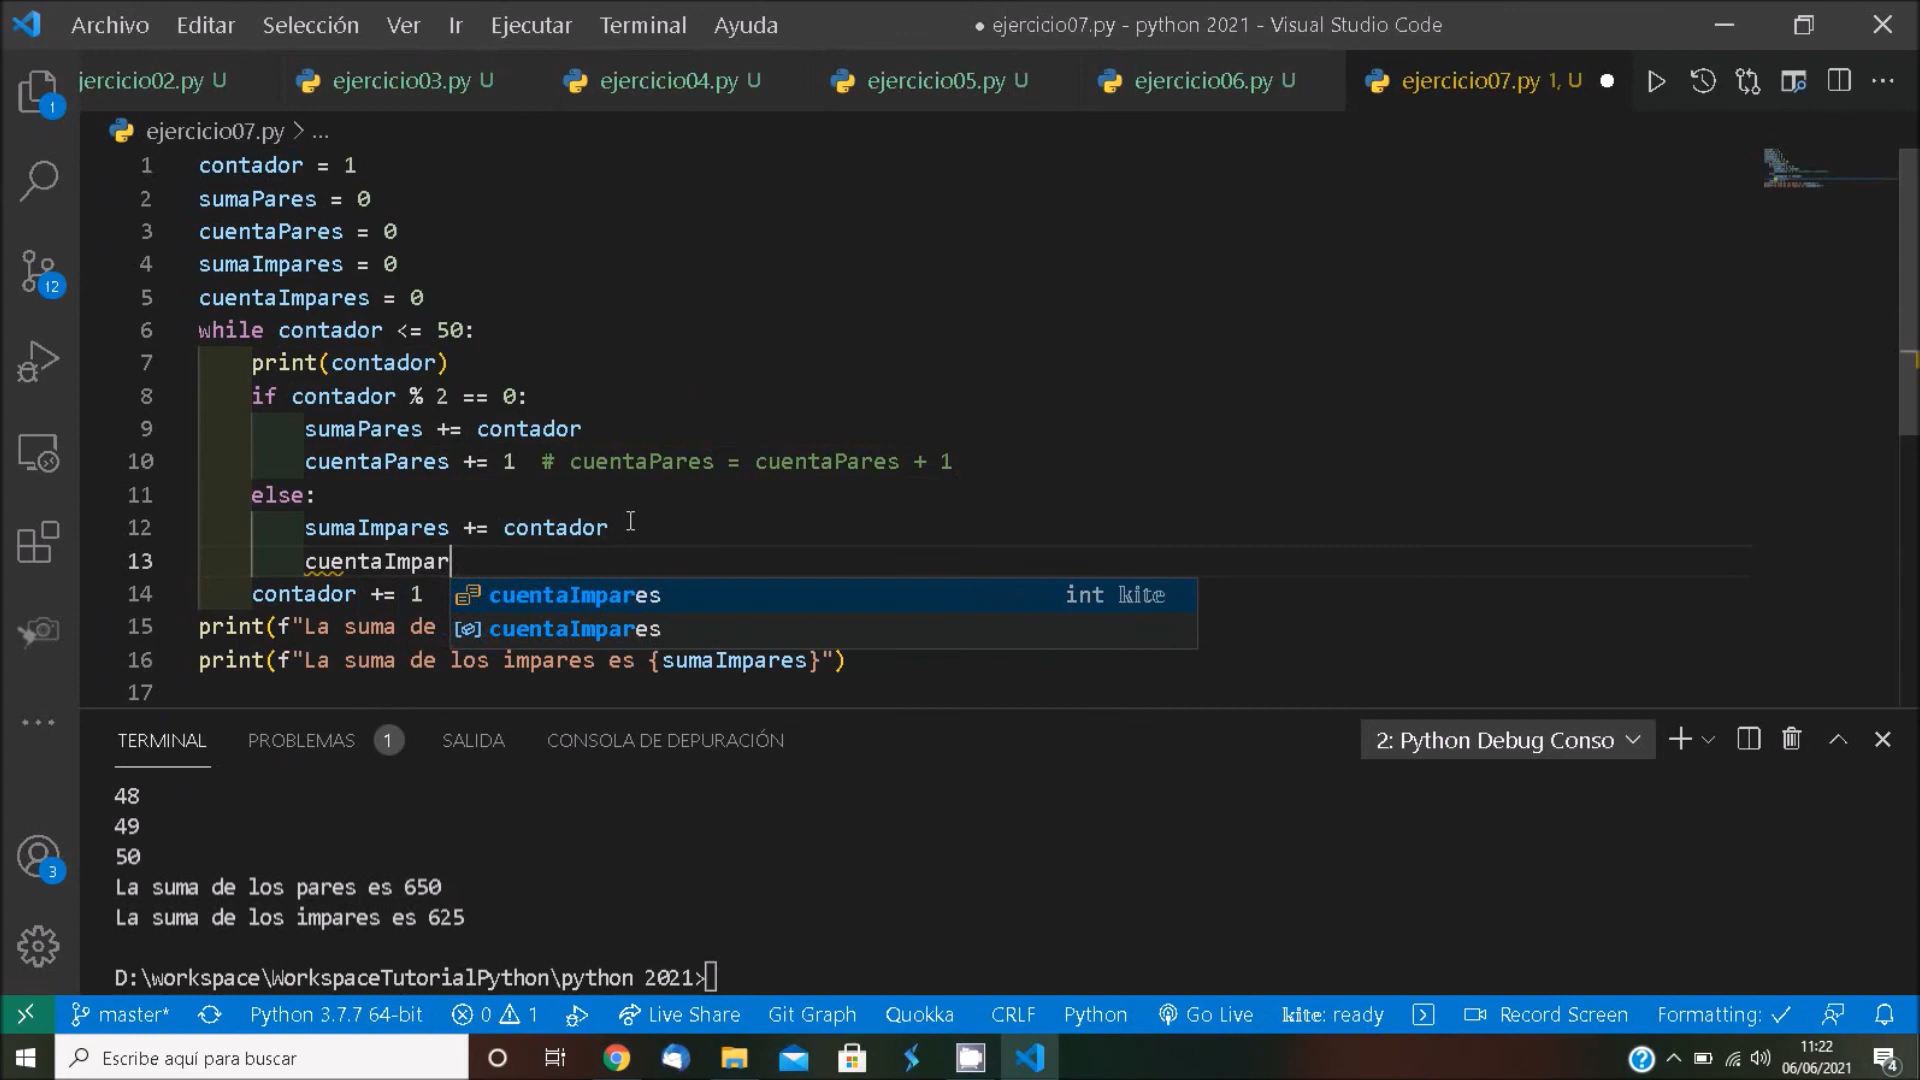 Archivo Editar Selección Ver Ir Ejecutar Terminal Ayuda ● ejercicio07.py - python 2021 - Visual Studio Code
jercicio02.py U ejercicio03.py U ejercicio04.py U ejercicio05.py U ejercicio06.py U ejercicio07.py 1, U
ejercicio07.py > ...
1 contador = 1
2 sumaPares = 0
3 cuentaPares = 0
4 sumaImpares = 0
5 cuentaImpares = 0
6 while contador <= 50:
7 print(contador)
8 if contador % 2 == 0:
9 sumaPares += contador
10 cuentaPares += 1 # cuentaPares = cuentaPares + 1
11 else:
12 sumaImpares += contador
13 cuentaImpar
14 contador += 1 cuentaImpares int kite
15 print(f"La suma de cuentaImpares
16 print(f"La suma de los impares es {sumaImpares}")
17
TERMINAL PROBLEMAS 1 SALIDA CONSOLA DE DEPURACIÓN 2: Python Debug Conso
48
49
50
La suma de los pares es 650
La suma de los impares es 625
D:\workspace\WorkspaceTutorialPython\python 2021>
master* Python 3.7.7 64-bit 0 1 Live Share Git Graph Quokka CRLF Python Go Live kite: ready Record Screen Formatting: ✓
Escribe aquí para buscar
11:22
06/06/2021
1
12
3
4